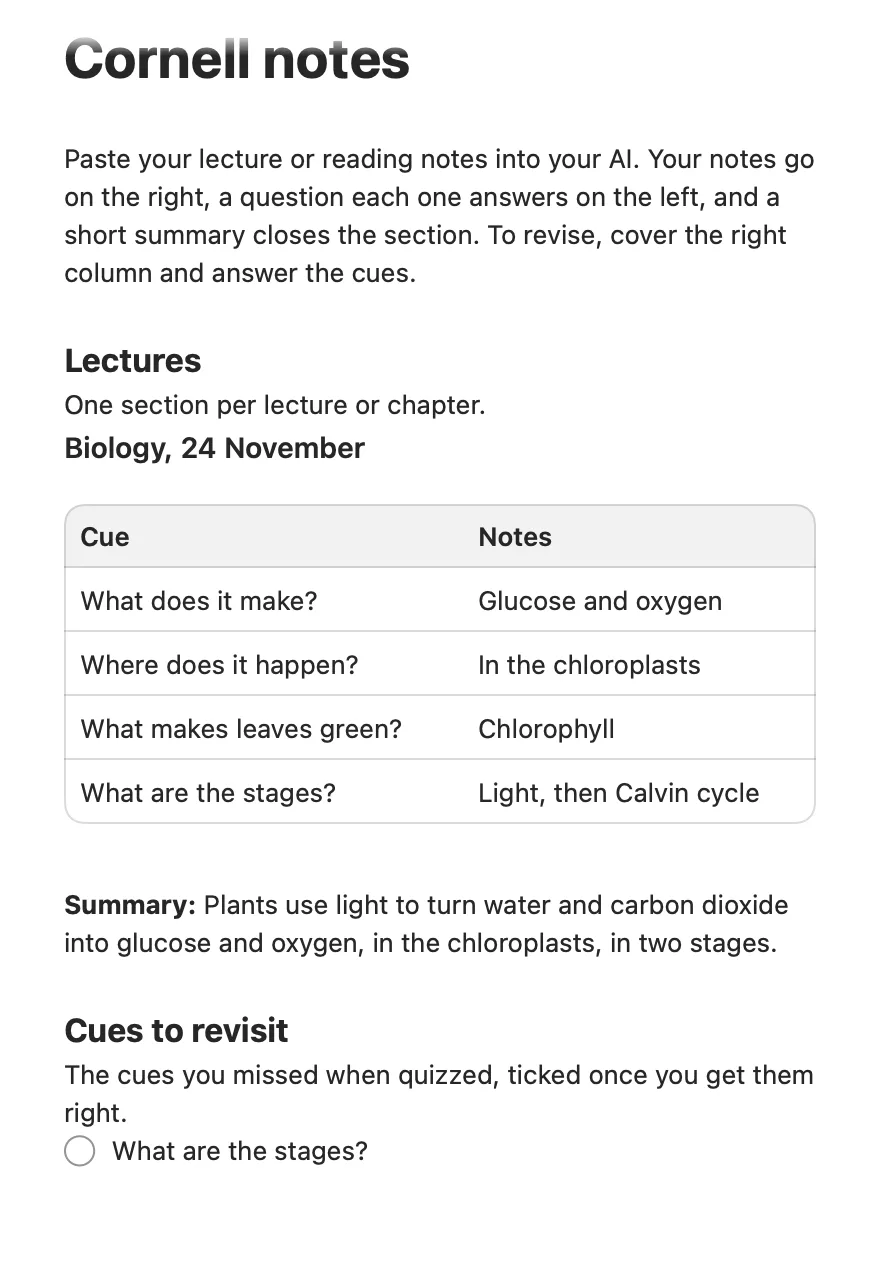 Cornell notes
Paste your lecture or reading notes into your AI. Your notes go
on the right, a question each one answers on the left, and a
short summary closes the section. To revise, cover the right
column and answer the cues.
Lectures
One section per lecture or chapter.
Biology, 24 November
Cue Notes
What does it make? Glucose and oxygen
Where does it happen? In the chloroplasts
What makes leaves green? Chlorophyll
What are the stages? Light, then Calvin cycle
Summary: Plants use light to turn water and carbon dioxide
into glucose and oxygen, in the chloroplasts, in two stages.
Cues to revisit
The cues you missed when quizzed, ticked once you get them
right.
What are the stages?